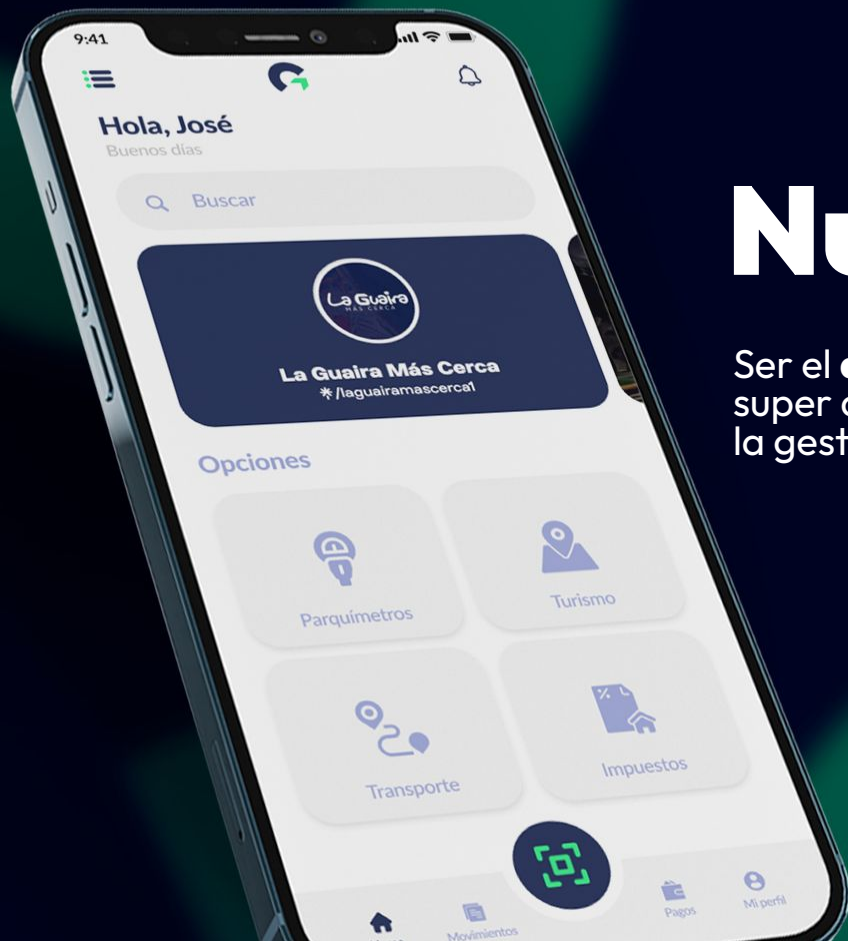 9:41
Hola, José
Buenos días
Buscar
La Guaira
MÁS CERCA
La Guaira Más Cerca
/laguairamascerca1
Opciones
Parquímetros
Turismo
Transporte
Impuestos
Movimientos
Pagos
Mi perfil
Nu
Ser el
super
la gest